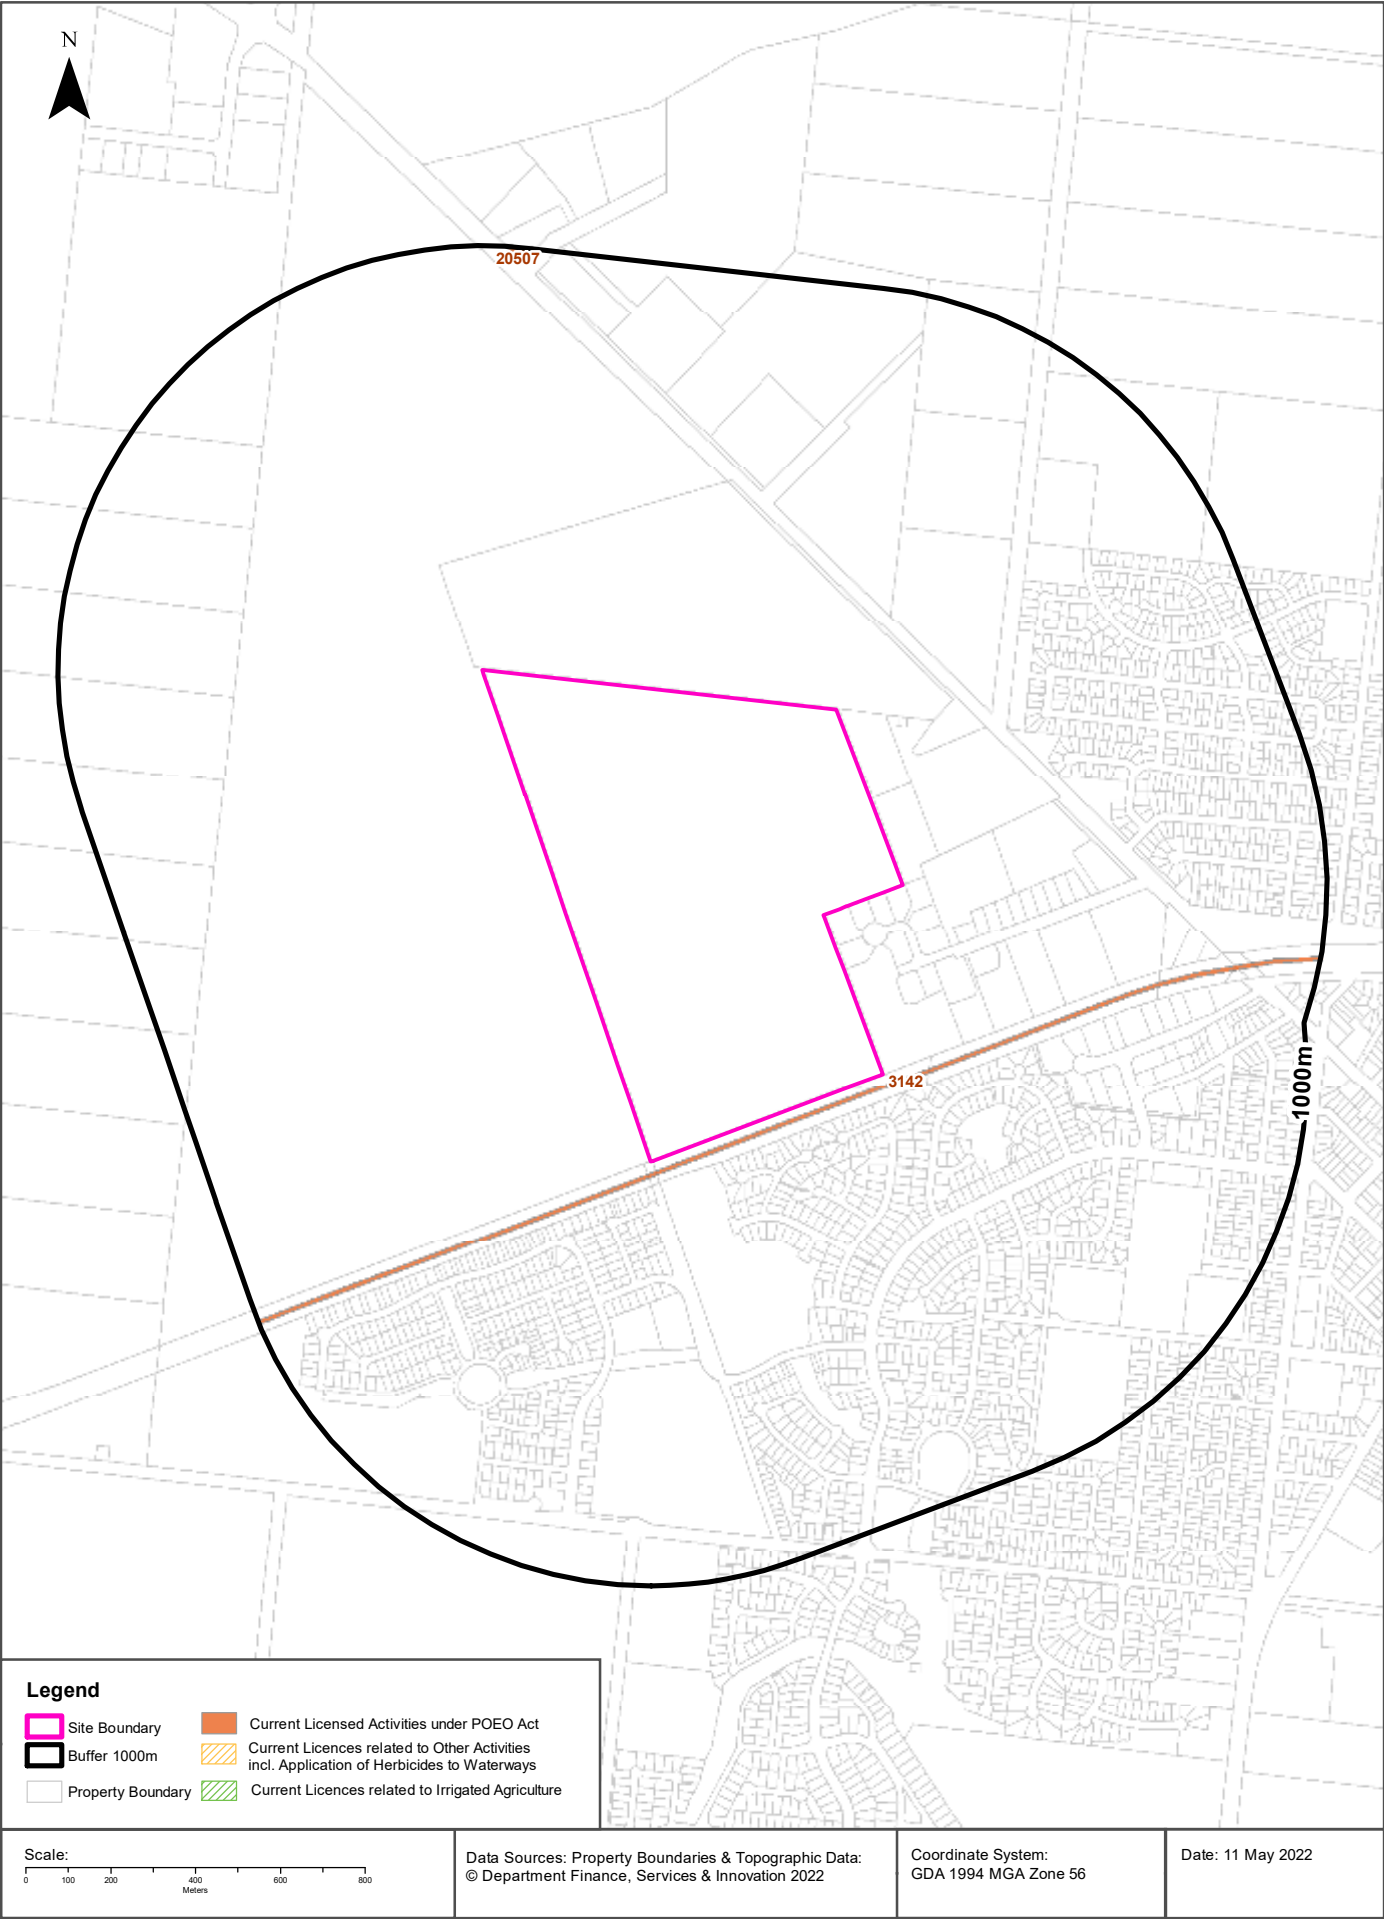 N
20507
3142
1000m
Legend
Site Boundary
Buffer 1000m
Property Boundary
Current Licensed Activities under POEO Act
Current Licences related to Other Activities
incl. Application of Herbicides to Waterways
Current Licences related to Irrigated Agriculture
Scale:
0 100 200 400 600 800
Meters
Data Sources: Property Boundaries & Topographic Data:
© Department Finance, Services & Innovation 2022
Coordinate System:
GDA 1994 MGA Zone 56
Date: 11 May 2022